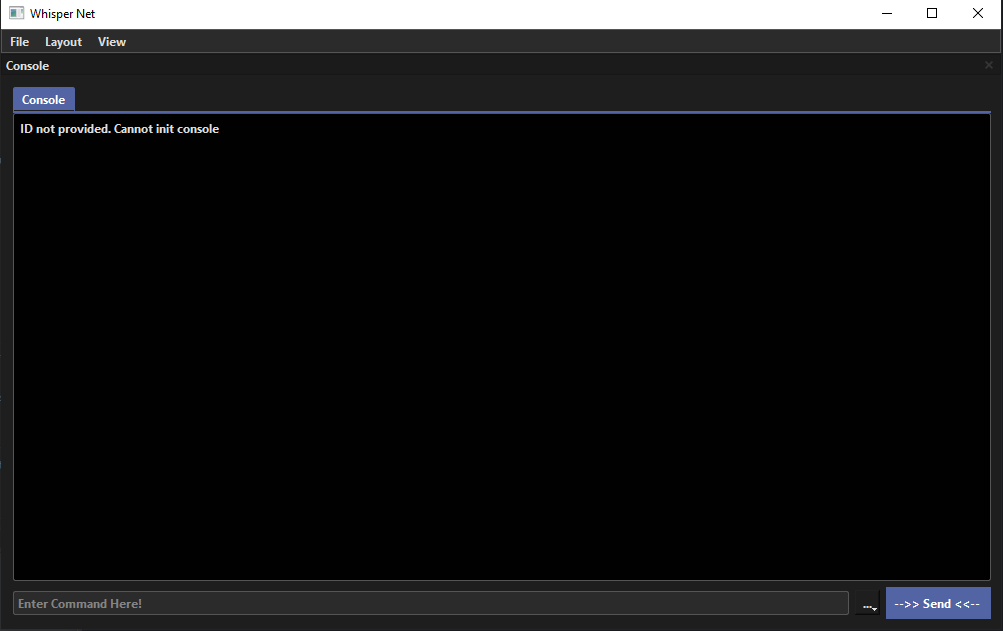 Whisper Net
File Layout View
Console
Console
ID not provided. Cannot init console
Enter Command Here!
... -->> Send <<--